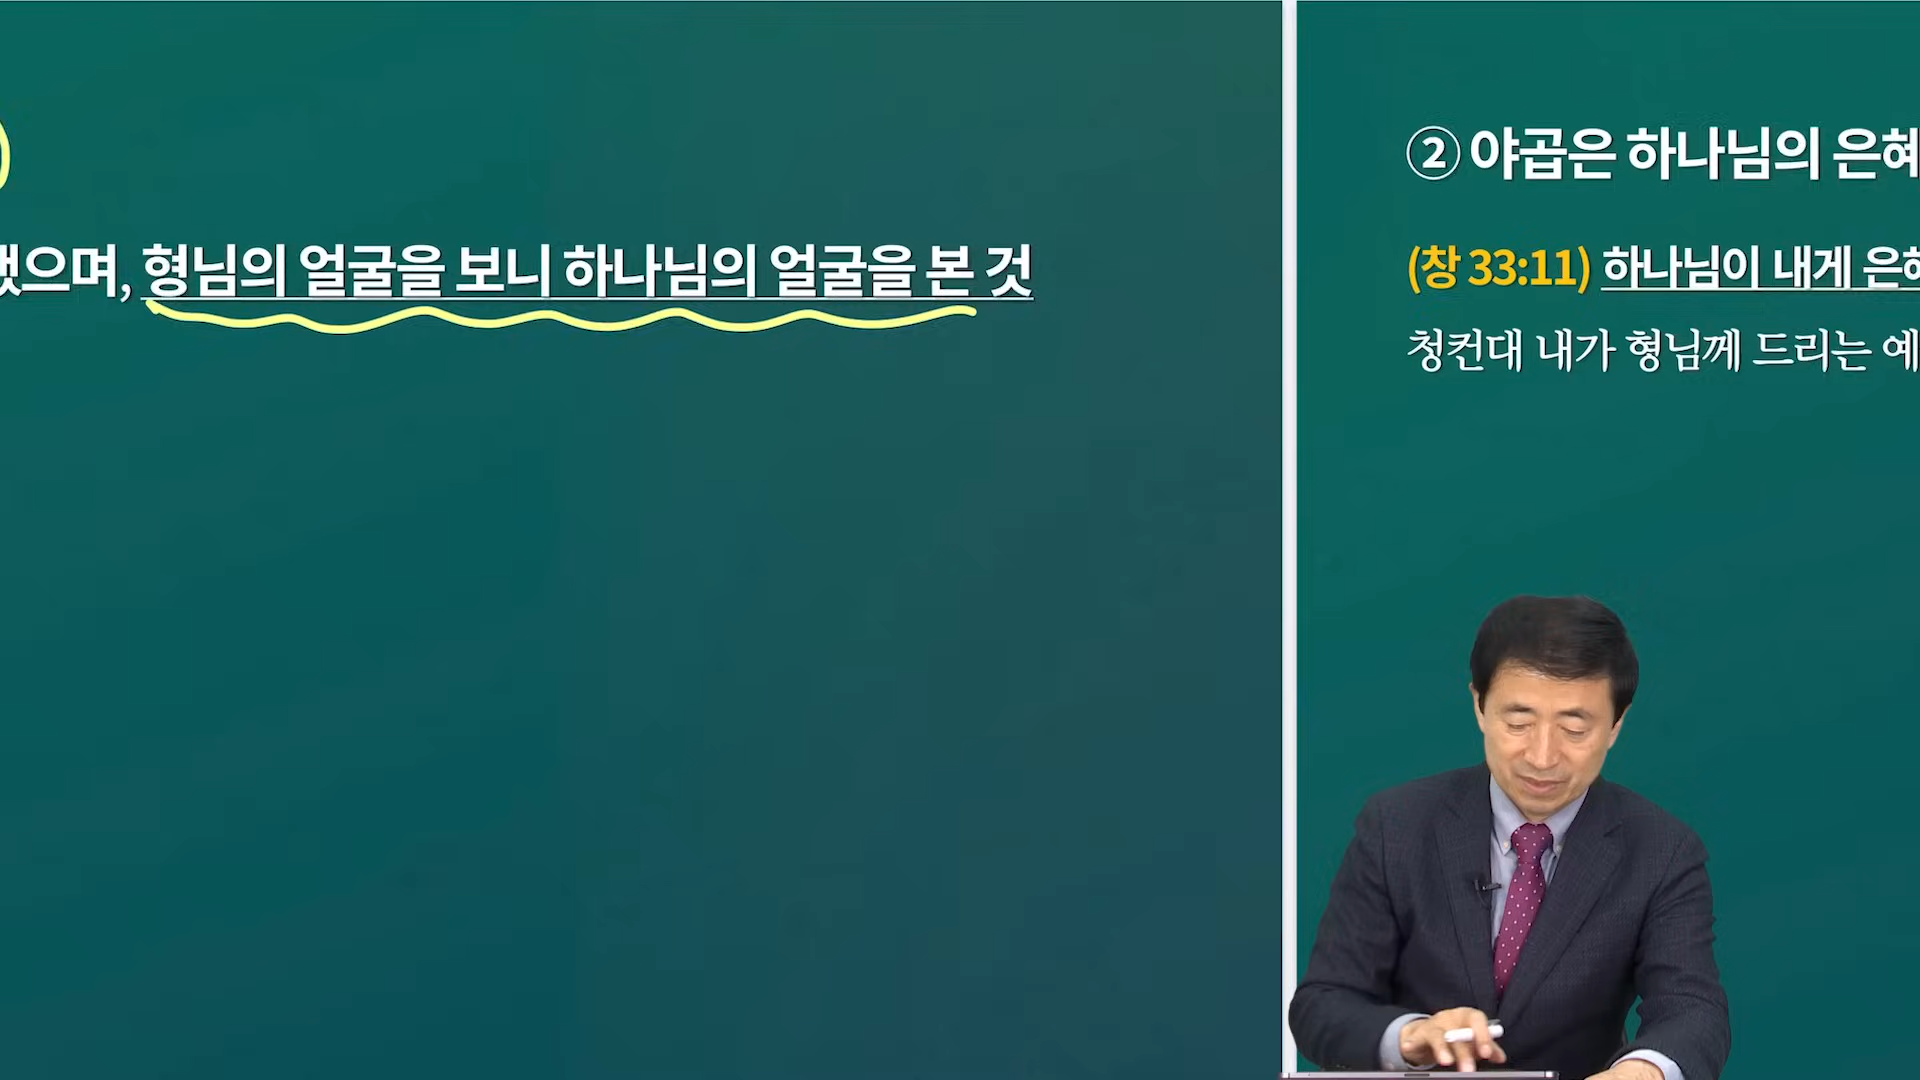 했으며, 형님의 얼굴을 보니 하나님의 얼굴을 본 것
② 야곱은 하나님의 은혜
(창 33:11) 하나님이 내게 은혜
청컨대 내가 형님께 드리는 예